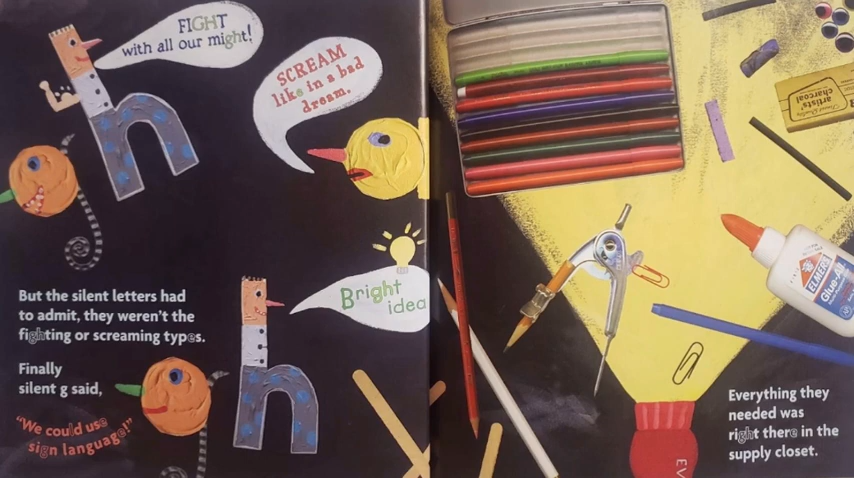 FIGHT
with all our might!
SCREAM
like in a bad
dream.
But the silent letters had
to admit, they weren't the
fighting or screaming types.
Finally
silent g said,
"We could use
sign language!"
Bright
idea
artists'
charcoal
ELMER'S
Glue-All
EV
Everything they
needed was
right there in the
supply closet.